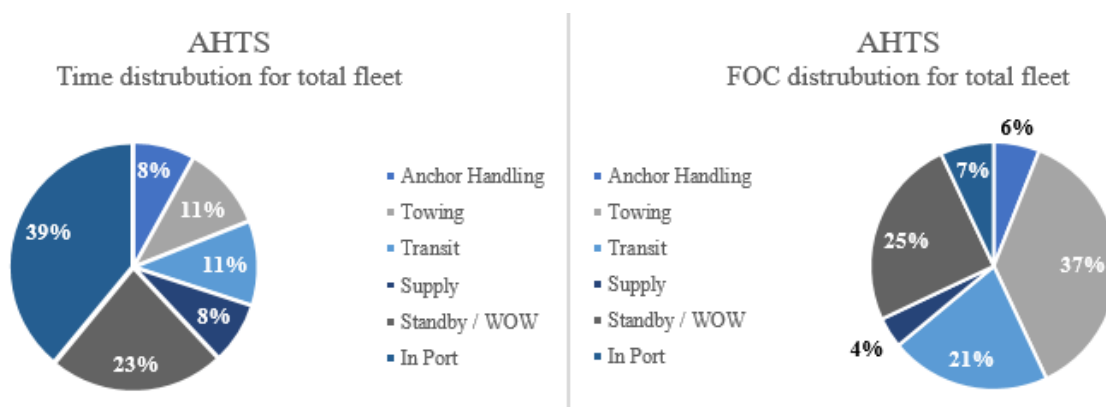 AHTS
Time distrubution for total fleet
8%
11%
11%
8%
23%
39%
Anchor Handling
Towing
Transit
Supply
Standby / WOW
In Port
AHTS
FOC distrubution for total fleet
Anchor Handling
Towing
Transit
Supply
Standby / WOW
In Port
6%
37%
21%
4%
25%
7%